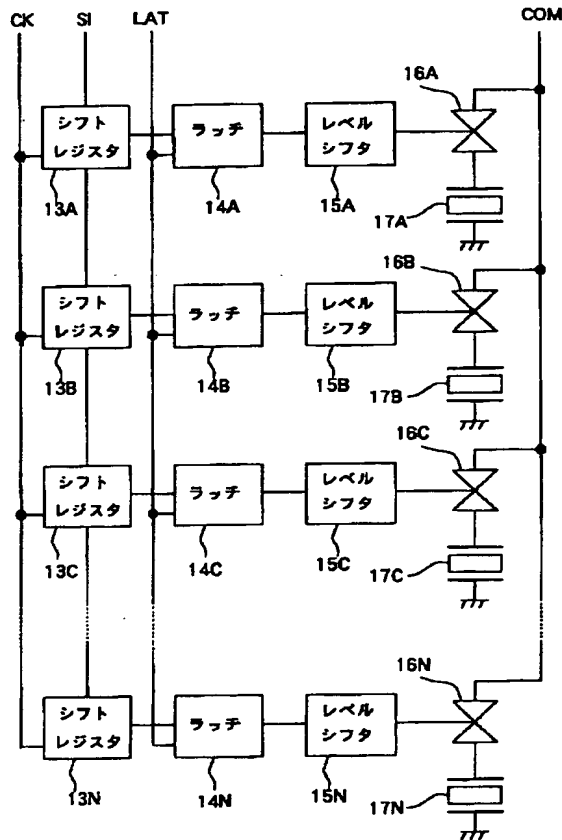 CK SI LAT COM
16A
シフト
レジスタ
ラッチ
レベル
シフタ
13A 14A 15A 17A
16B
シフト
レジスタ
ラッチ
レベル
シフタ
13B 14B 15B 17B
16C
シフト
レジスタ
ラッチ
レベル
シフタ
13C 14C 15C 17C
16N
シフト
レジスタ
ラッチ
レベル
シフタ
13N 14N 15N 17N